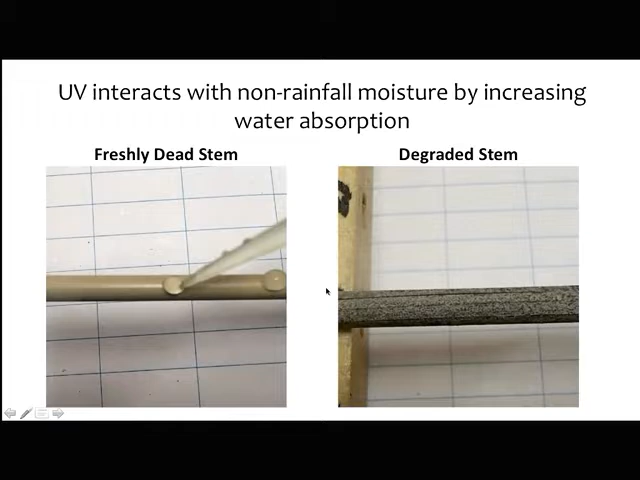 UV interacts with non-rainfall moisture by increasing
water absorption
Freshly Dead Stem
Degraded Stem